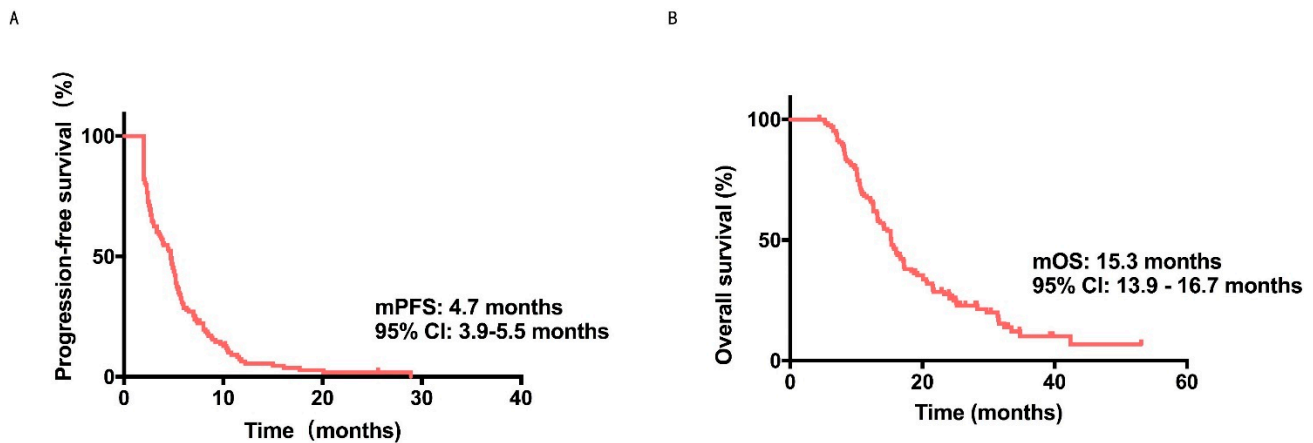 A
Progression-free survival (%)
100
50
0
0 10 20 30 40
Time (months)
mPFS: 4.7 months
95% CI: 3.9-5.5 months
B
Overall survival (%)
100
50
0
0 20 40 60
Time (months)
mOS: 15.3 months
95% CI: 13.9 - 16.7 months